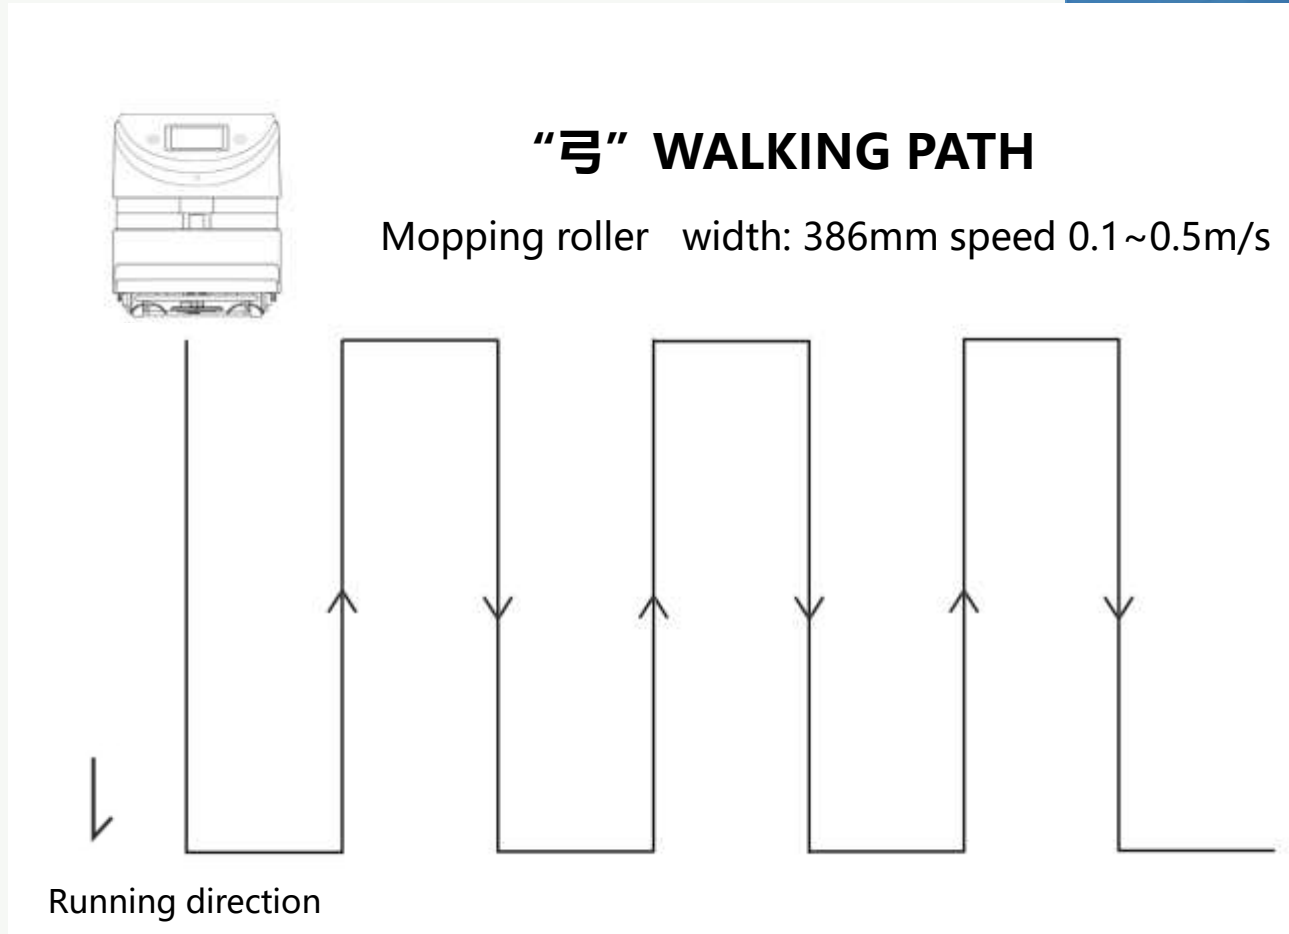 “弓” WALKING PATH
Mopping roller width: 386mm speed 0.1~0.5m/s
Running direction